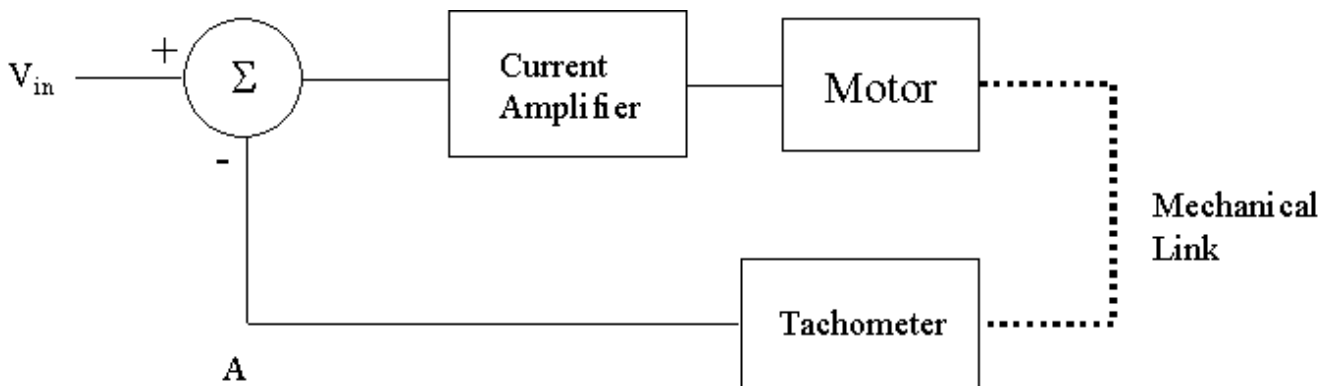 V_in
+
Σ
-
Current
Amplifier
Motor
Mechanical
Link
Tachometer
A